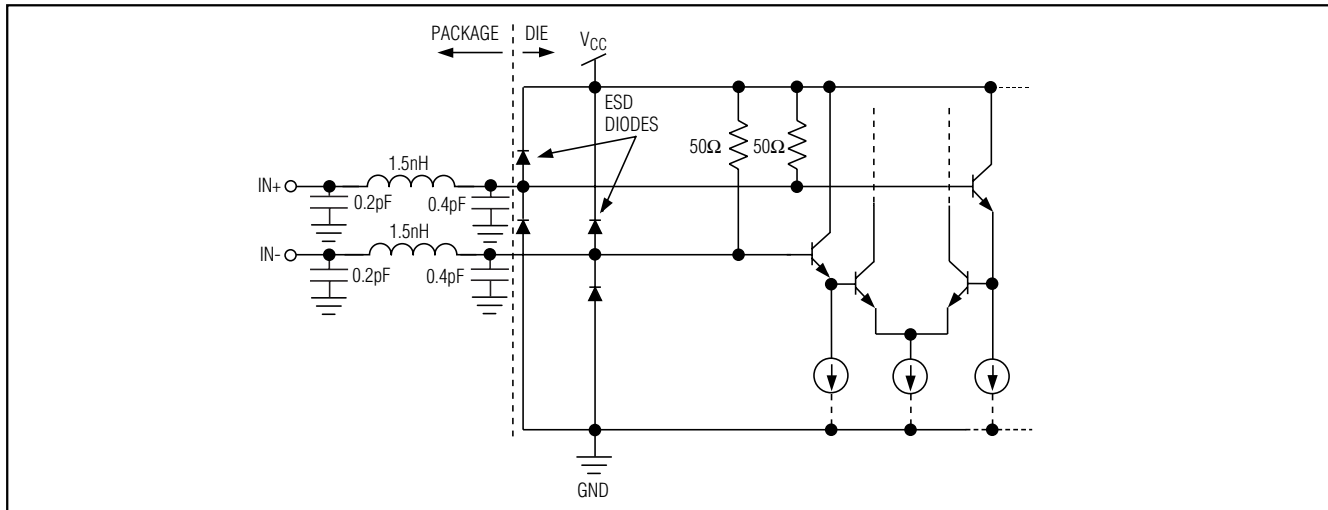 PACKAGE
DIE
VCC
ESD
DIODES
50Ω
50Ω
1.5nH
IN+
0.2pF
0.4pF
1.5nH
IN-
0.2pF
0.4pF
GND